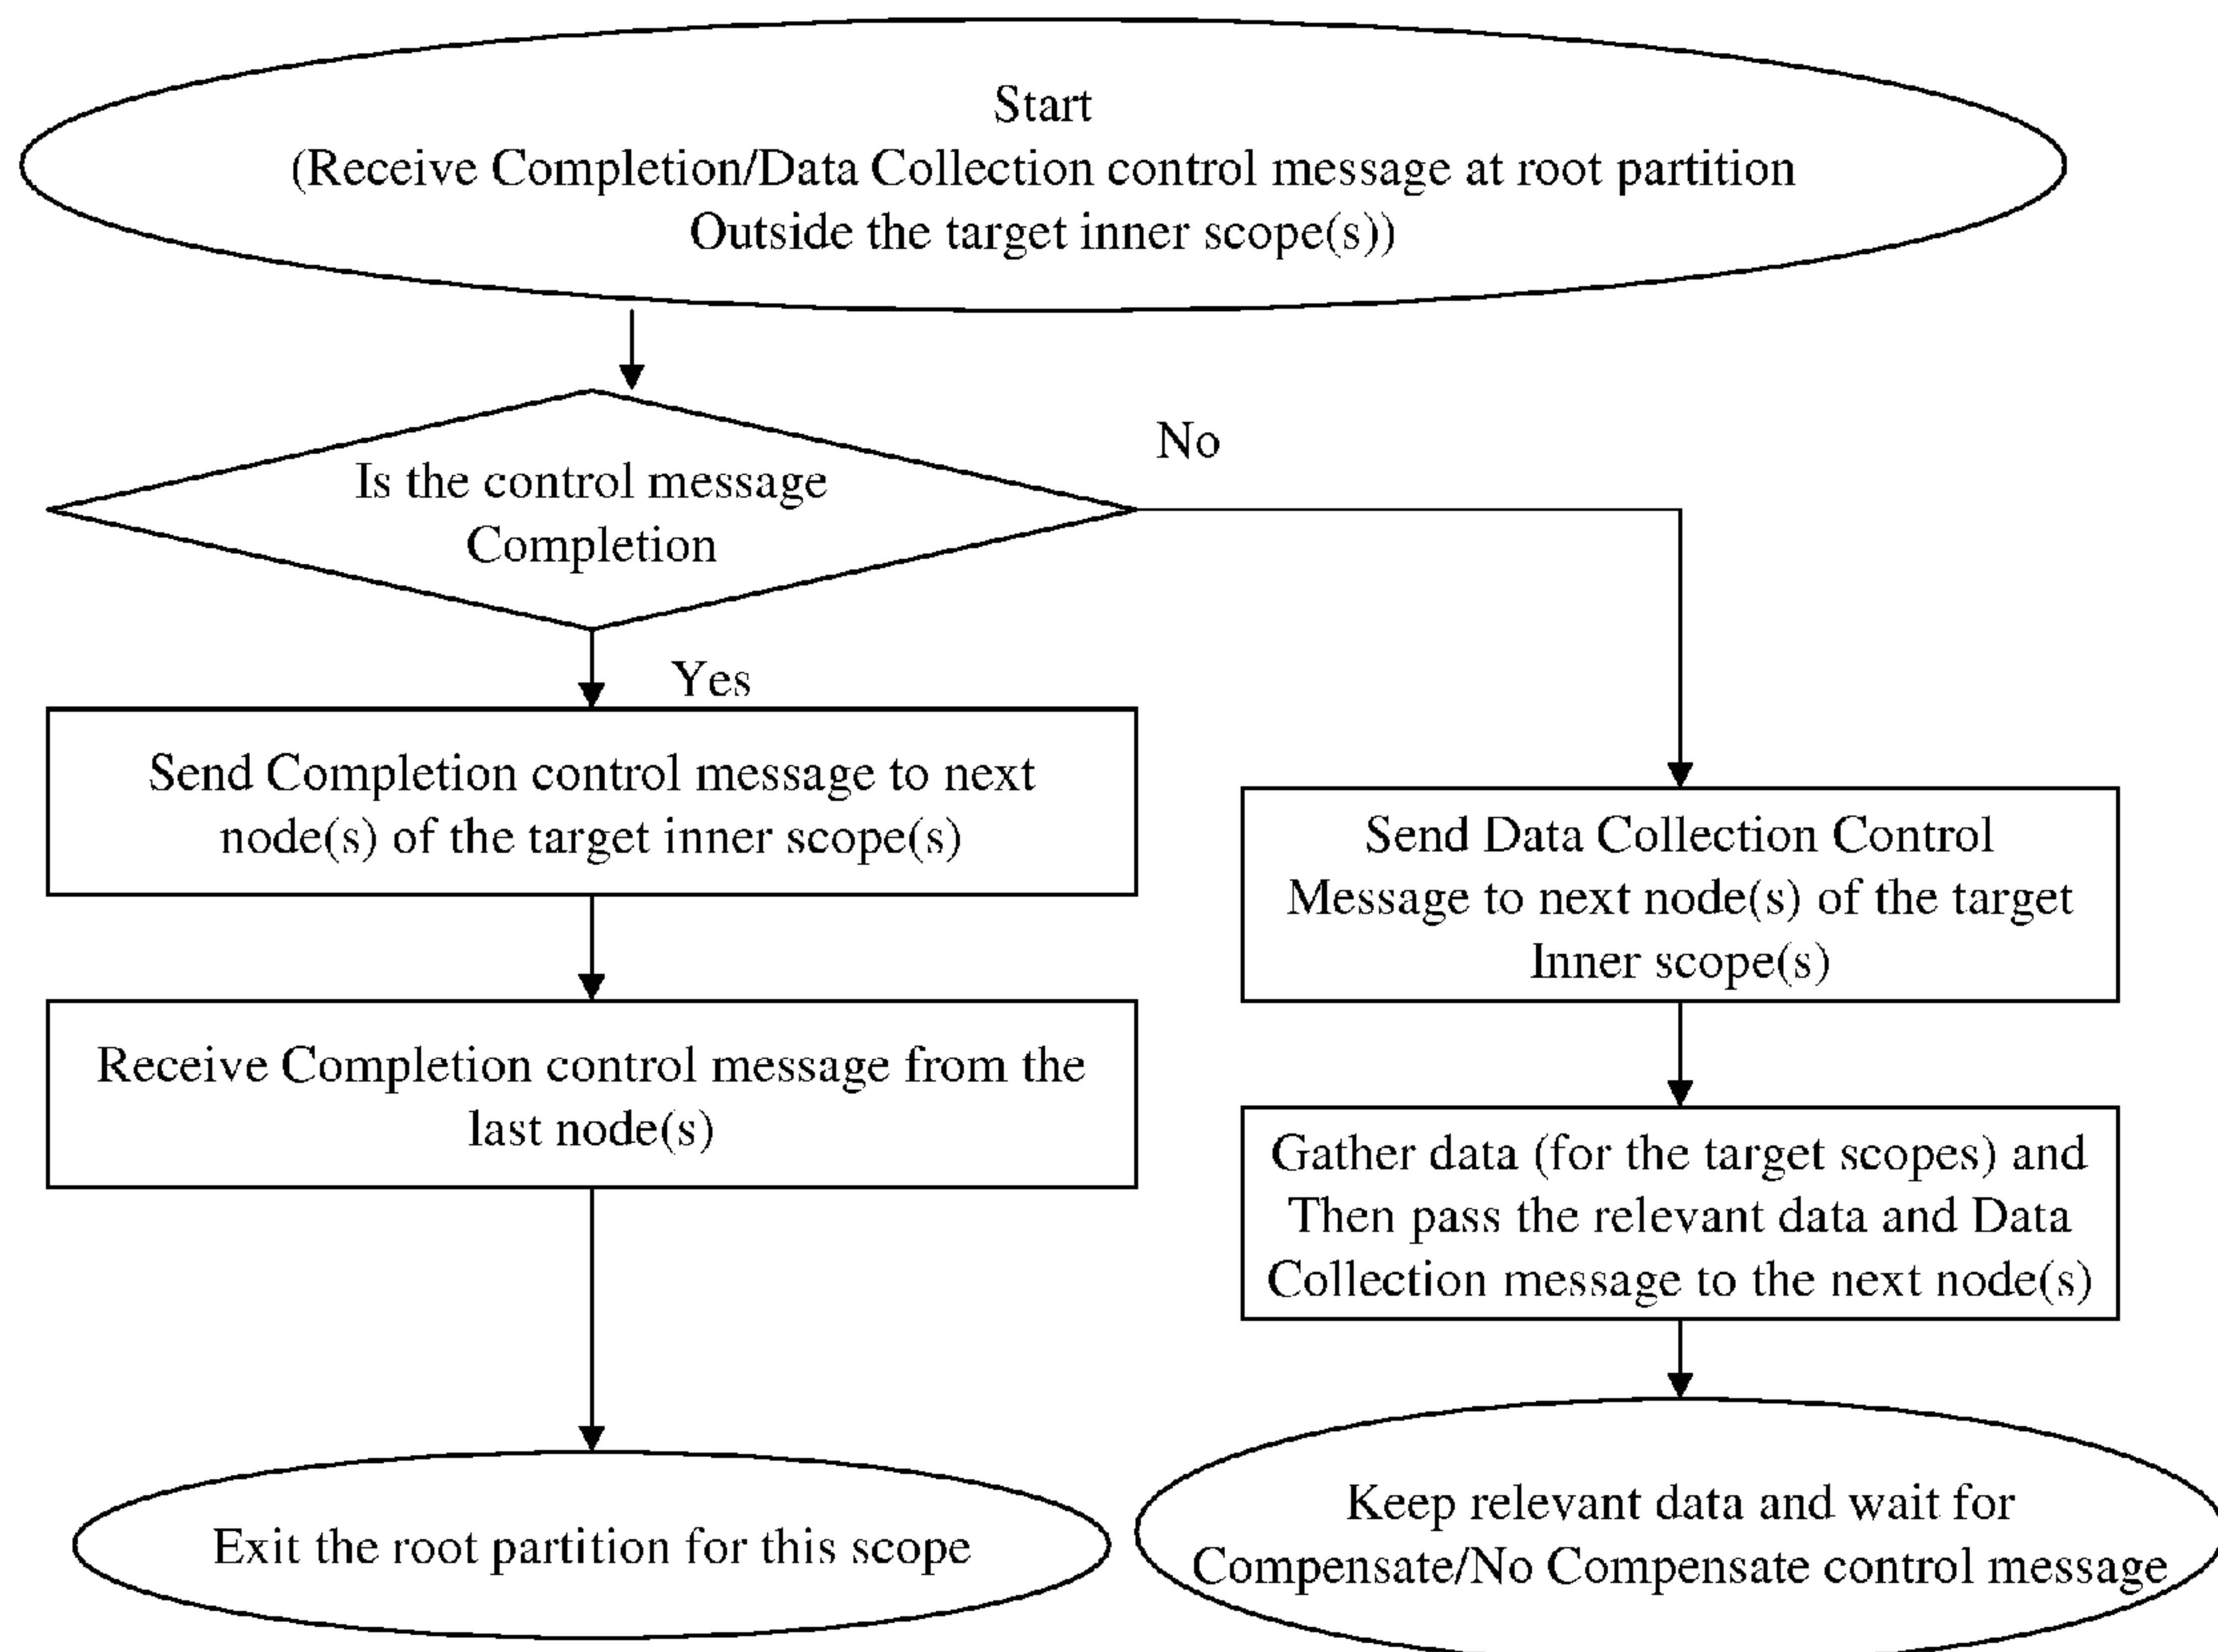 Start
(Receive Completion/Data Collection control message at root partition
Outside the target inner scope(s))
No
Is the control message
Completion
Yes
Send Completion control message to next
node(s) of the target inner scope(s)
Send Data Collection Control
Message to next node(s) of the target
Inner scope(s)
Receive Completion control message from the
last node(s)
Gather data (for the target scopes) and
Then pass the relevant data and Data
Collection message to the next node(s)
Exit the root partition for this scope
Keep relevant data and wait for
Compensate/No Compensate control message